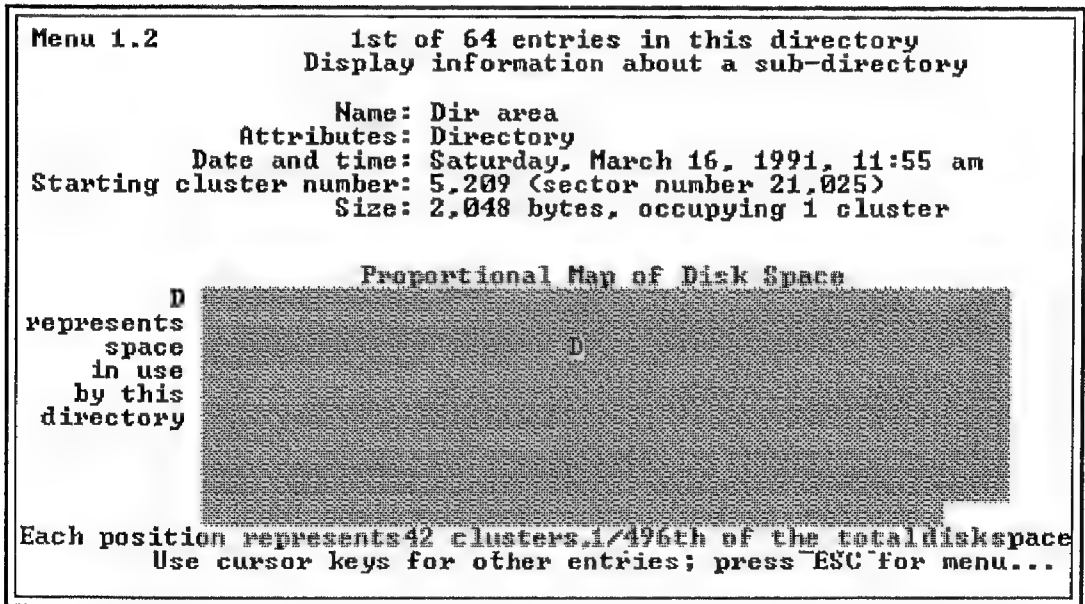 Menu 1.2 1st of 64 entries in this directory
Display information about a sub-directory
Name: Dir area
Attributes: Directory
Date and time: Saturday, March 16, 1991, 11:55 am
Starting cluster number: 5,209 (sector number 21,025)
Size: 2,048 bytes, occupying 1 cluster
Proportional Map of Disk Space
D
represents
space D
in use
by this
directory
Each position represents42 clusters,1/496th of the totaldiskspace
Use cursor keys for other entries; press ESC for menu...